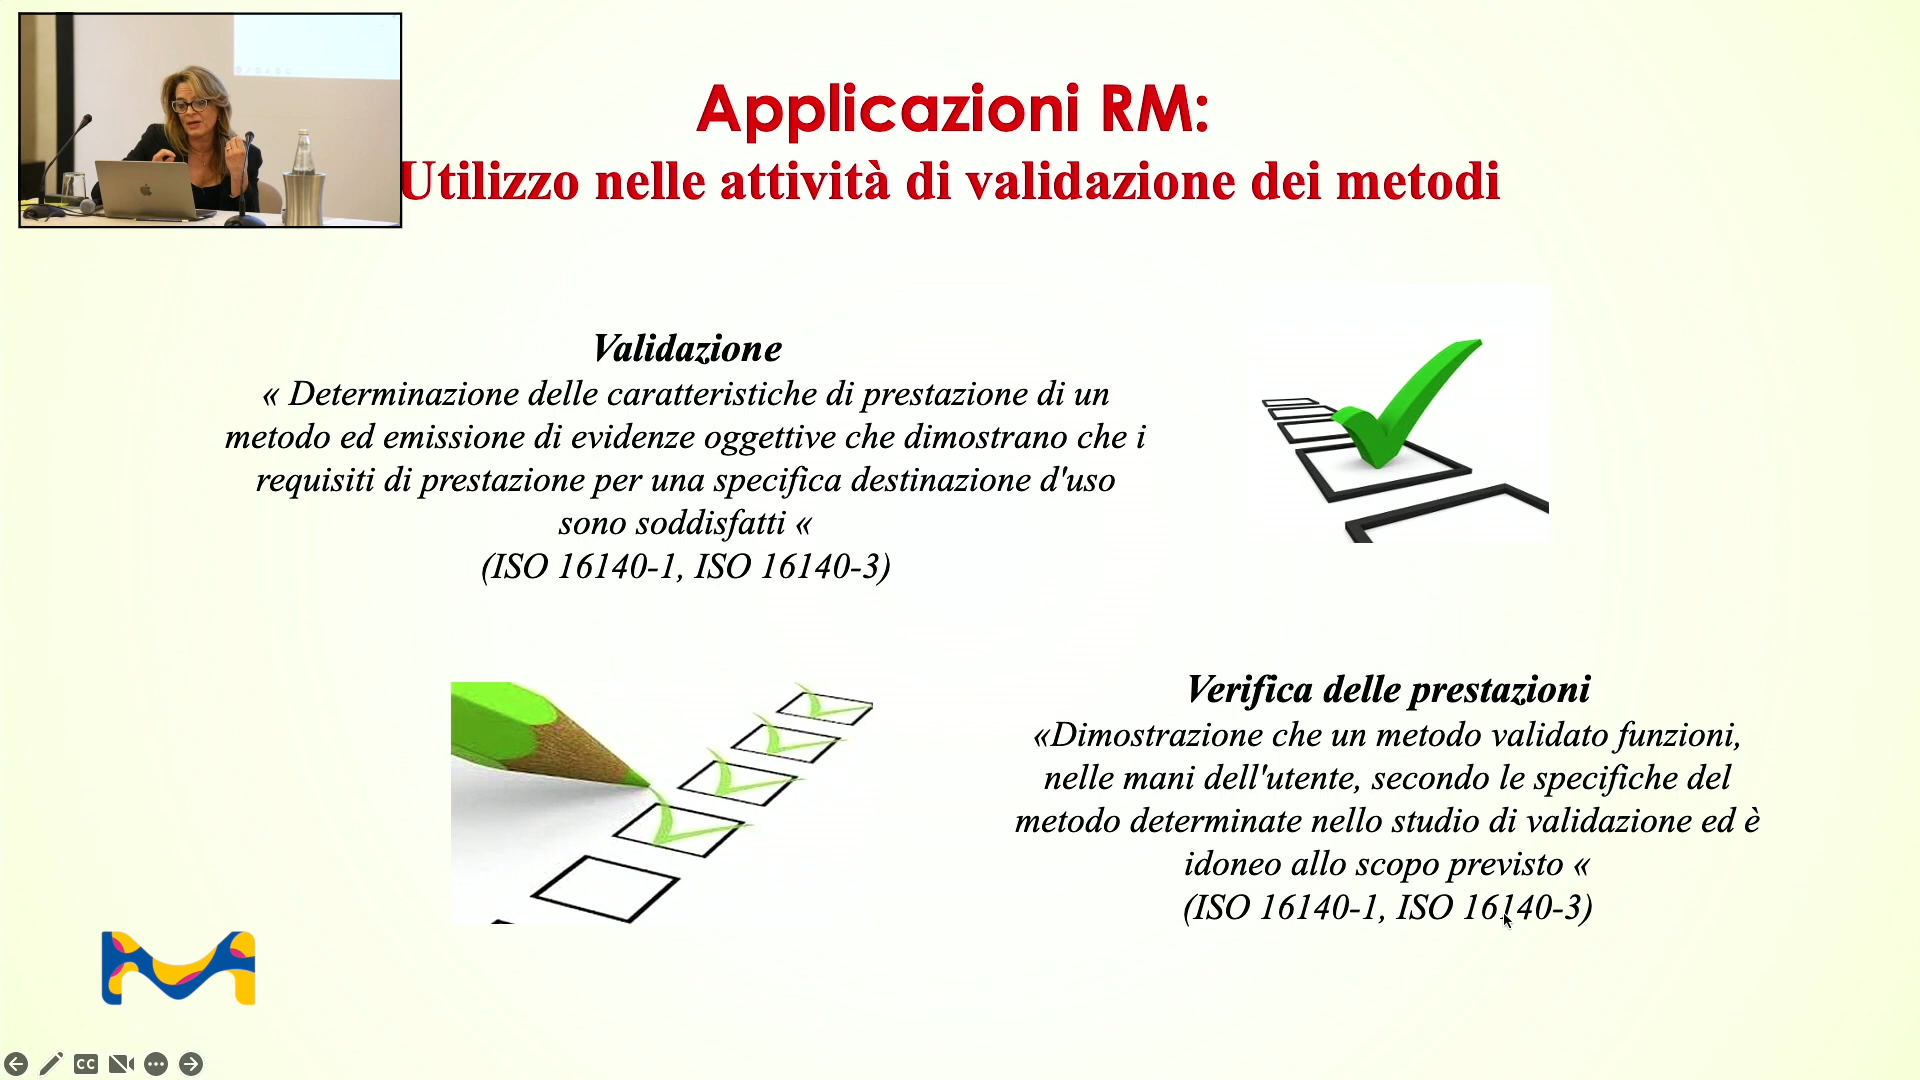 Applicazioni RM:
Utilizzo nelle attività di validazione dei metodi
Validazione
« Determinazione delle caratteristiche di prestazione di un
metodo ed emissione di evidenze oggettive che dimostrano che i
requisiti di prestazione per una specifica destinazione d'uso
sono soddisfatti «
(ISO 16140-1, ISO 16140-3)
Verifica delle prestazioni
«Dimostrazione che un metodo validato funzioni,
nelle mani dell'utente, secondo le specifiche del
metodo determinate nello studio di validazione ed è
idoneo allo scopo previsto «
(ISO 16140-1, ISO 16140-3)
CC